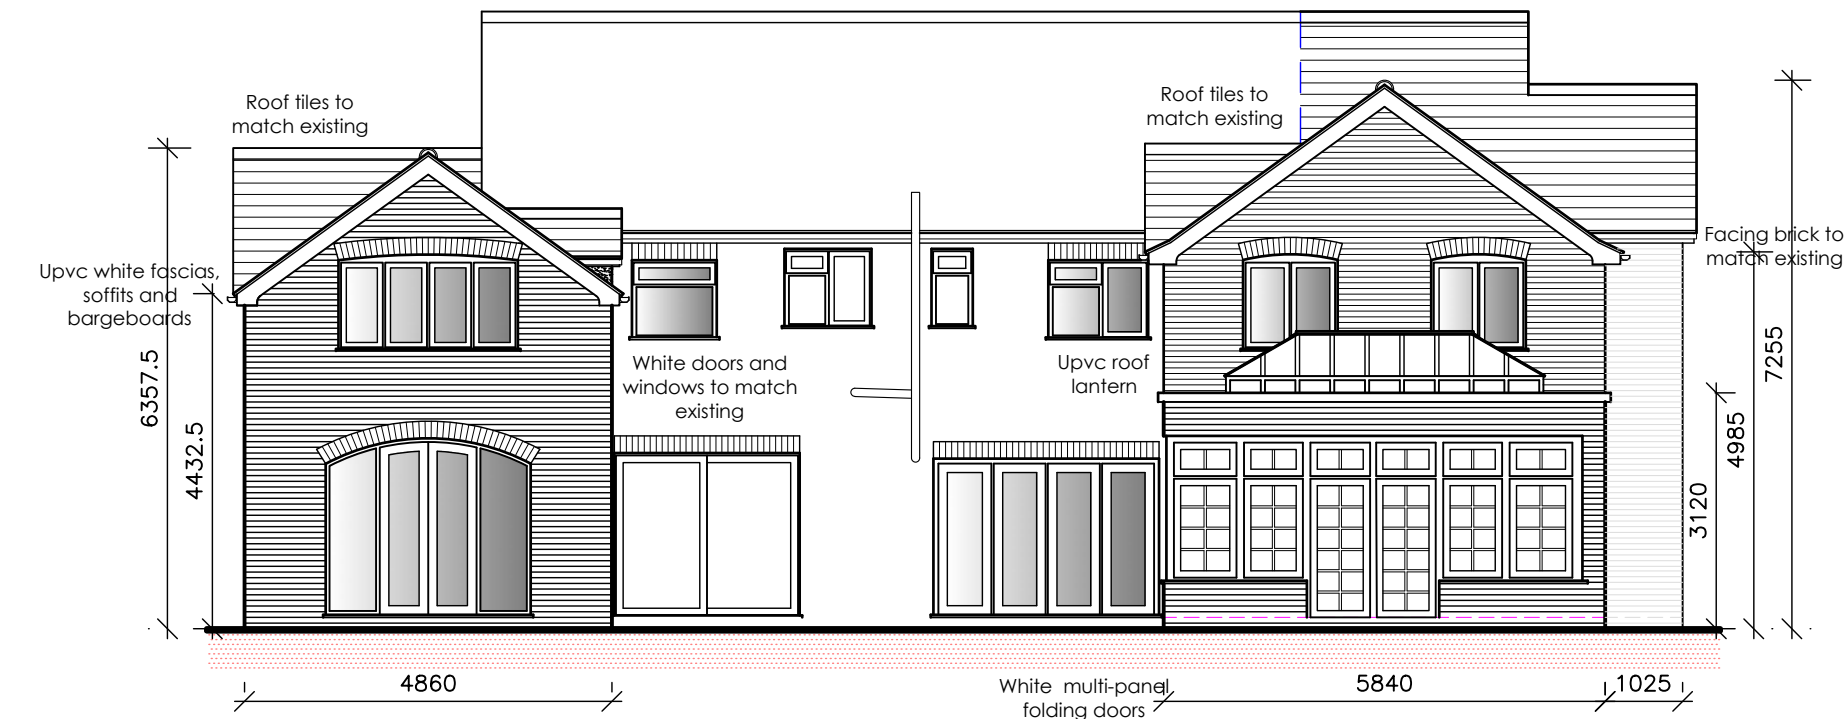 Roof tiles to
match existing
Roof tiles to
match existing
Upvc white fascias,
soffits and
bargeboards
Facing brick to
match existing
White doors and
windows to match
existing
Upvc roof
lantern
6357.5
4432.5
7255
4985
3120
4860
White multi-panel
folding doors
5840
1025